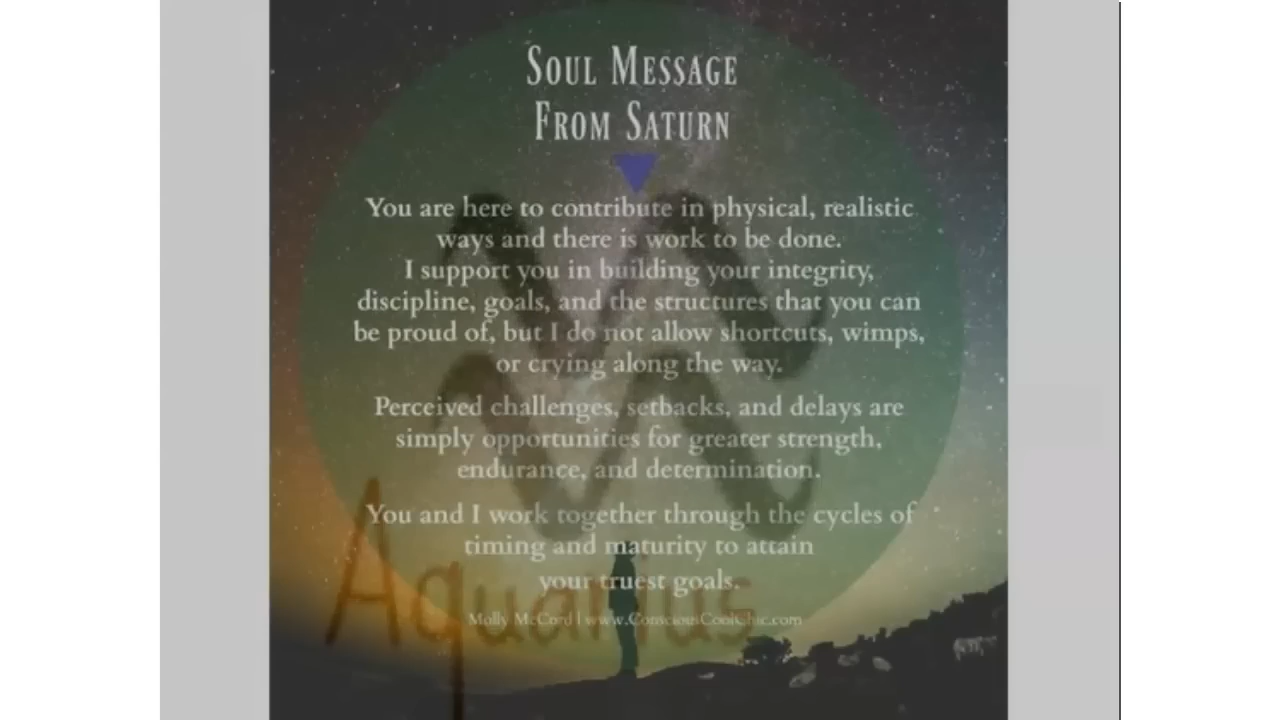 SOUL MESSAGE
FROM SATURN
You are here to contribute in physical, realistic
ways and there is work to be done.
I support you in building your integrity,
discipline, goals, and the structures that you can
be proud of, but I do not allow shortcuts, wimps,
or crying along the way.
Perceived challenges, setbacks, and delays are
simply opportunities for greater strength,
endurance, and determination.
You and I work together through the cycles of
timing and maturity to attain
your truest goals.
Molly McCord | www.ConsciousCoolChic.com
Aquarius